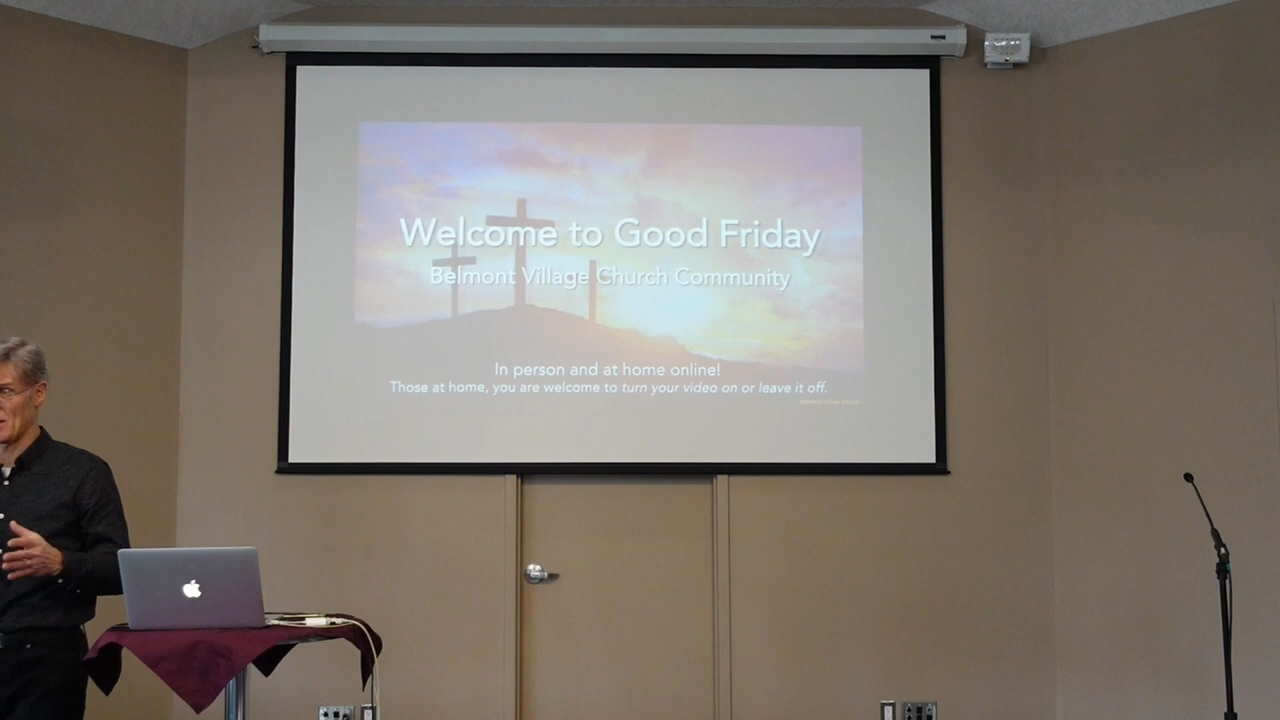 Welcome to Good Friday
Belmont Village Church Community
In person and at home online!
Those at home, you are welcome to turn your video on or leave it off.